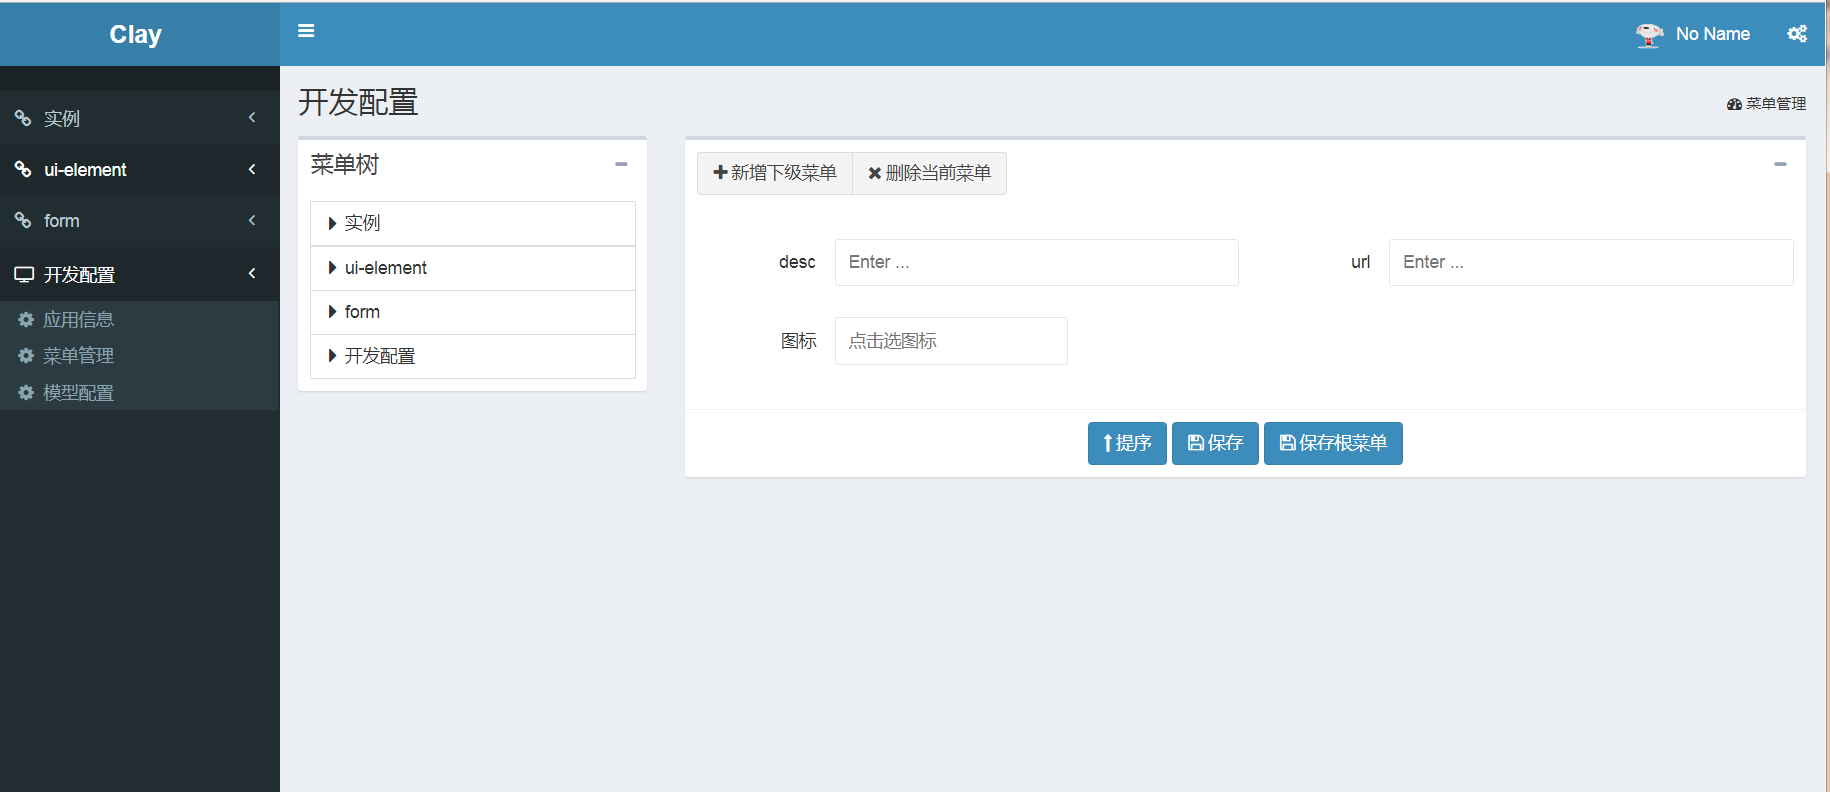 Clay
No Name
实例
ui-element
form
开发配置
应用信息
菜单管理
模型配置
开发配置
菜单管理
菜单树
实例
ui-element
form
开发配置
新增下级菜单 删除当前菜单
desc Enter ... url Enter ...
图标 点击选图标
提序 保存 保存根菜单